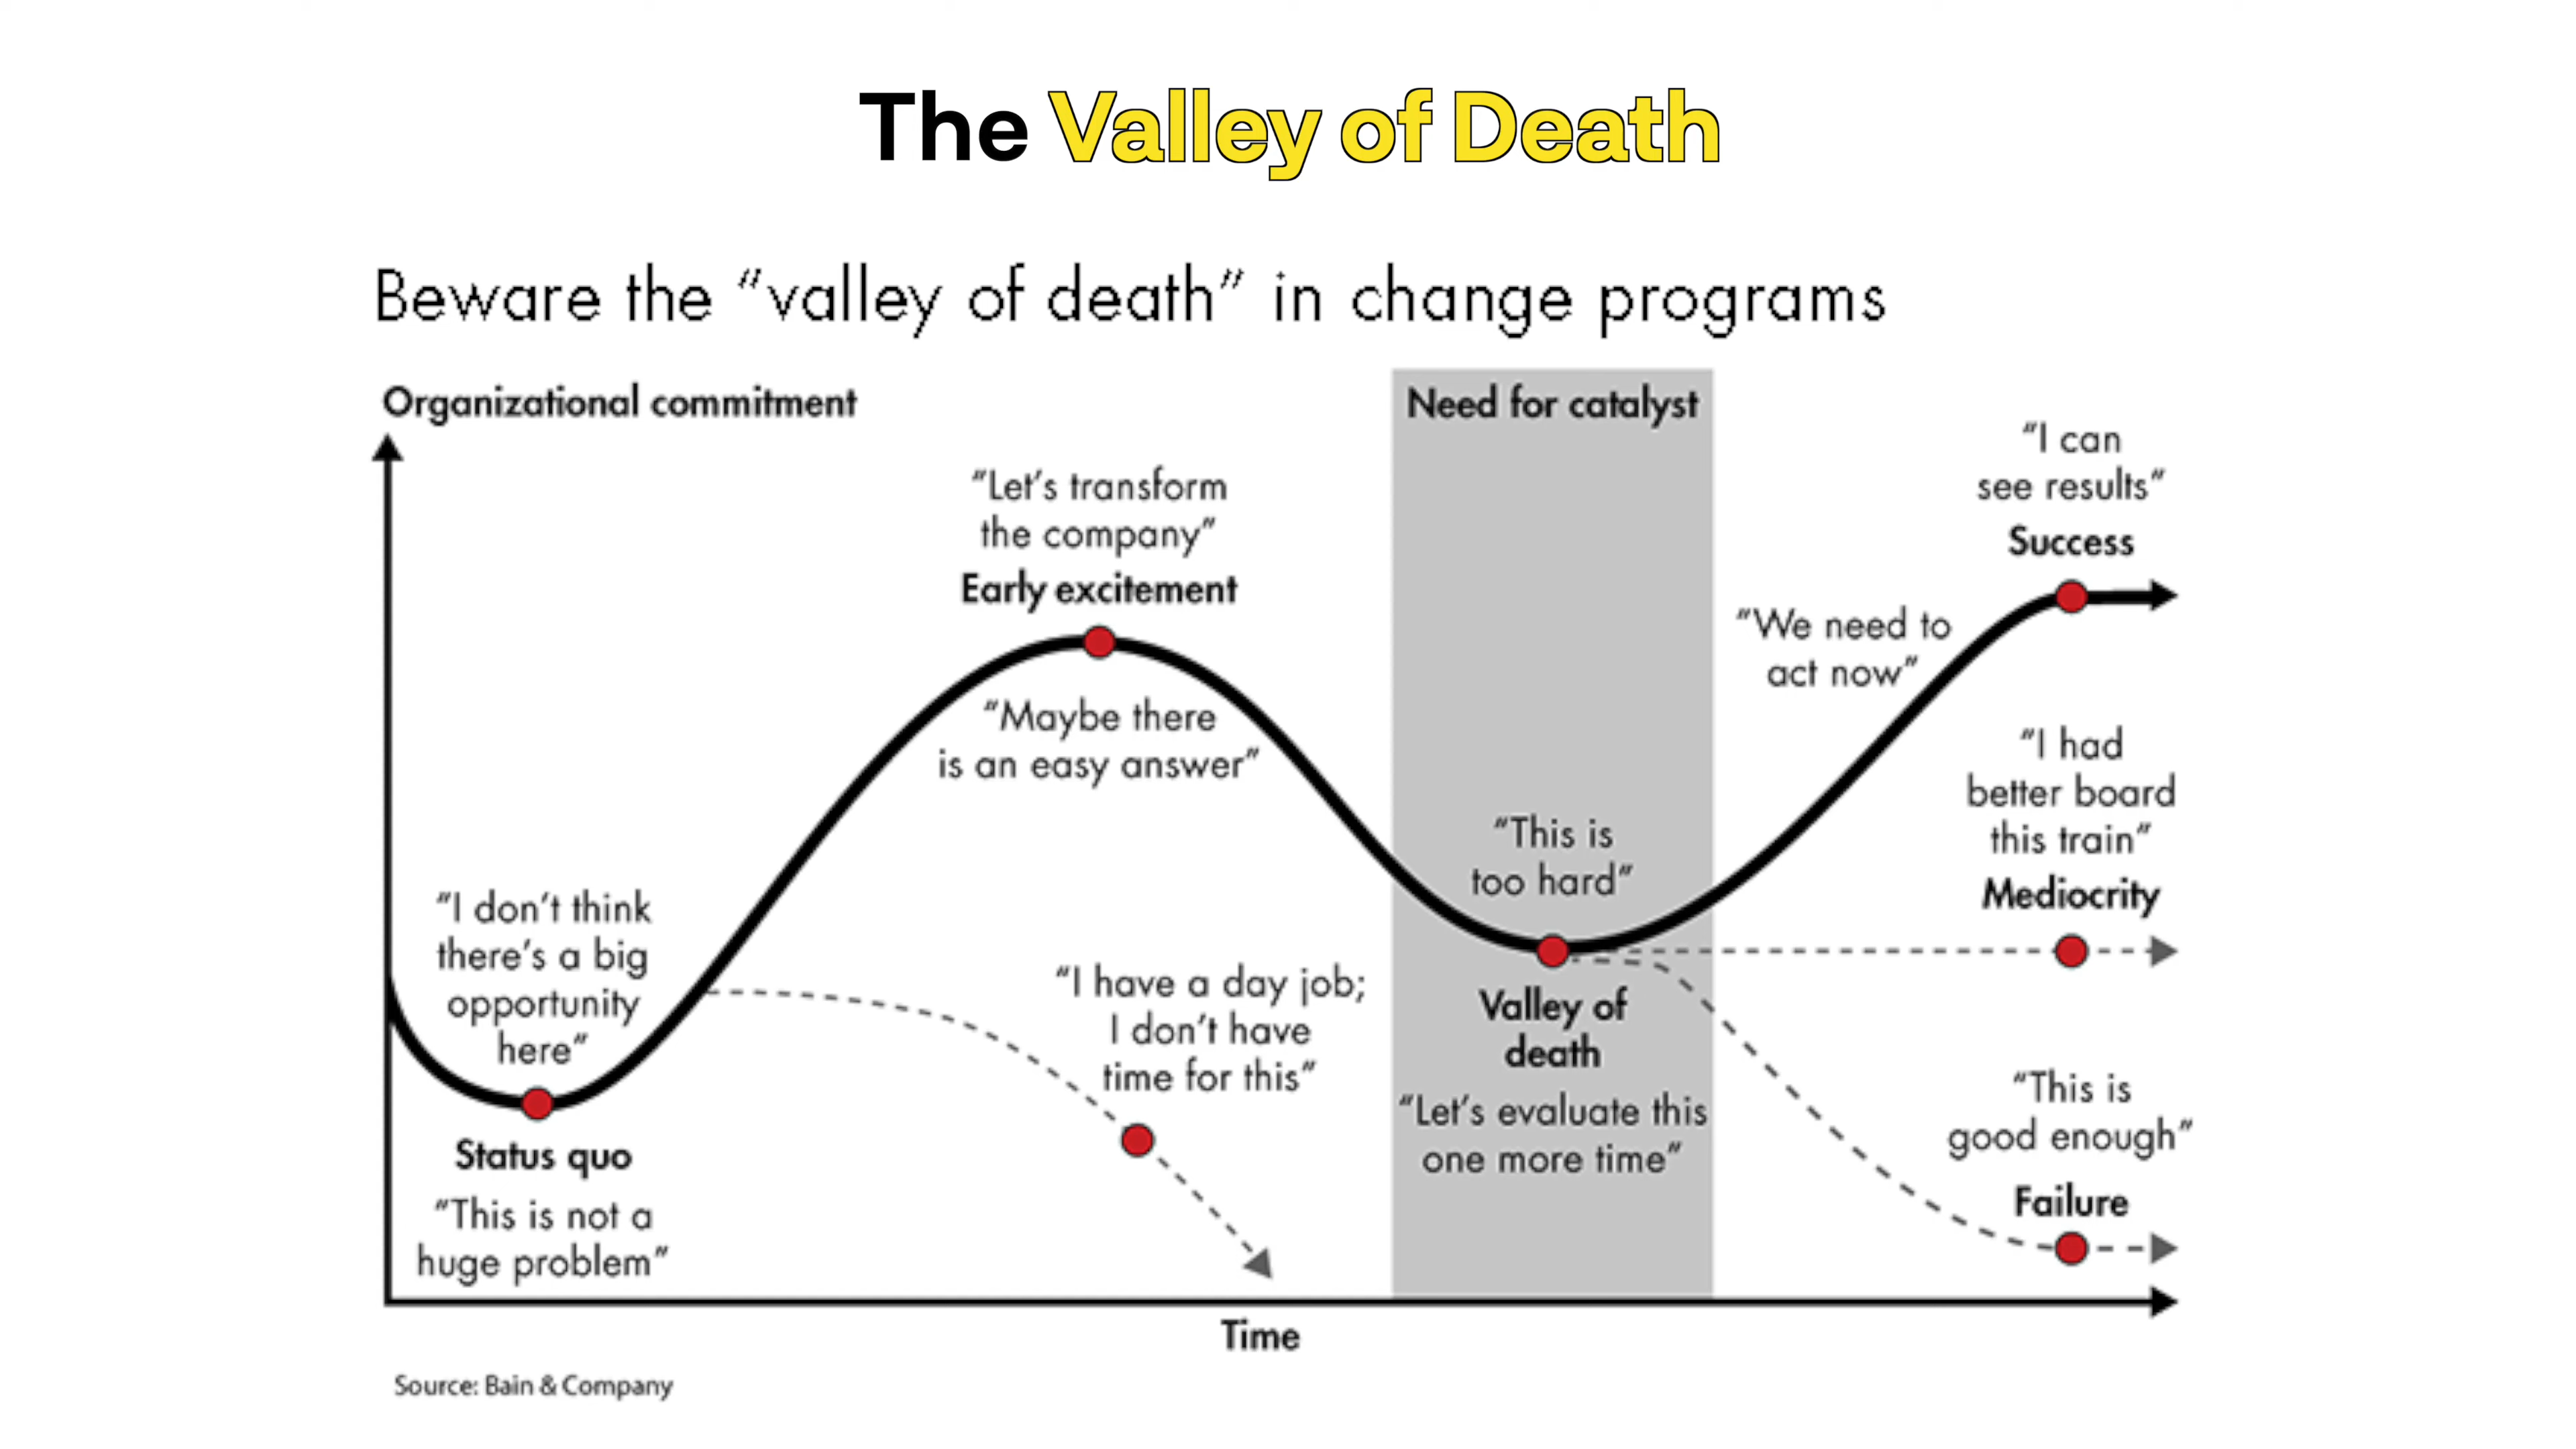 The Valley of Death
Beware the “valley of death” in change programs
Organizational commitment
Need for catalyst
“I can
see results”
Success
“Let’s transform
the company”
Early excitement
“We need to
act now”
“Maybe there
is an easy answer”
“I had
better board
this train”
Mediocrity
“This is
too hard”
“I don’t think
there’s a big
opportunity
here”
“I have a day job;
I don’t have
time for this”
Valley of
death
“Let’s evaluate this
one more time”
“This is
good enough”
Failure
Status quo
“This is not a
huge problem”
Time
Source: Bain & Company